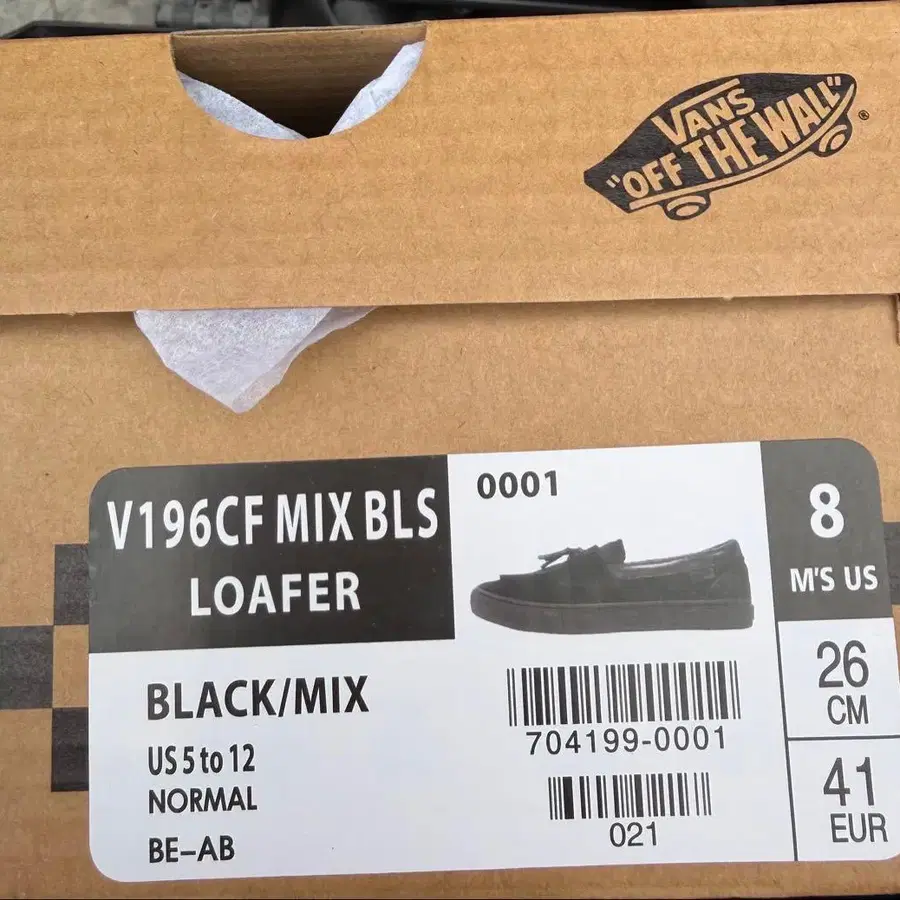 VANS
"OFF THE WALL"
®
V196CF MIX BLS
LOAFER
0001
8
M'S US
BLACK/MIX
US 5 to 12
NORMAL
BE-AB
704199-0001
021
26
CM
41
EUR